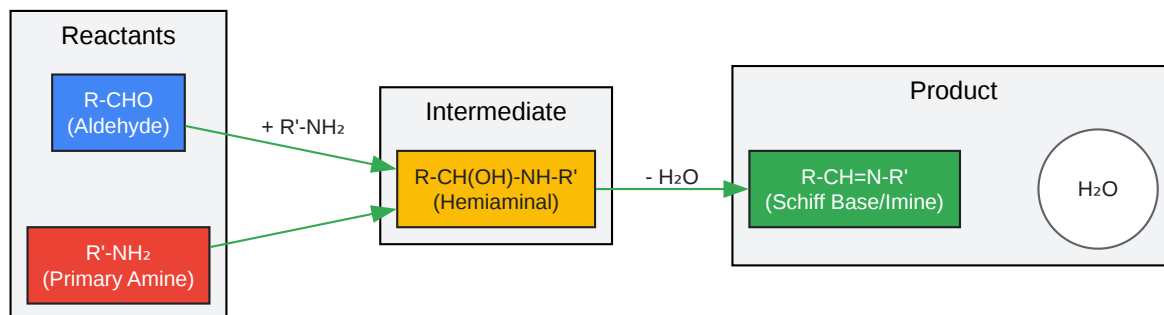 Reactants
R-CHO
(Aldehyde)
R'-NH₂
(Primary Amine)
+ R'-NH₂
Intermediate
R-CH(OH)-NH-R'
(Hemiaminal)
- H₂O
Product
R-CH=N-R'
(Schiff Base/Imine)
H₂O